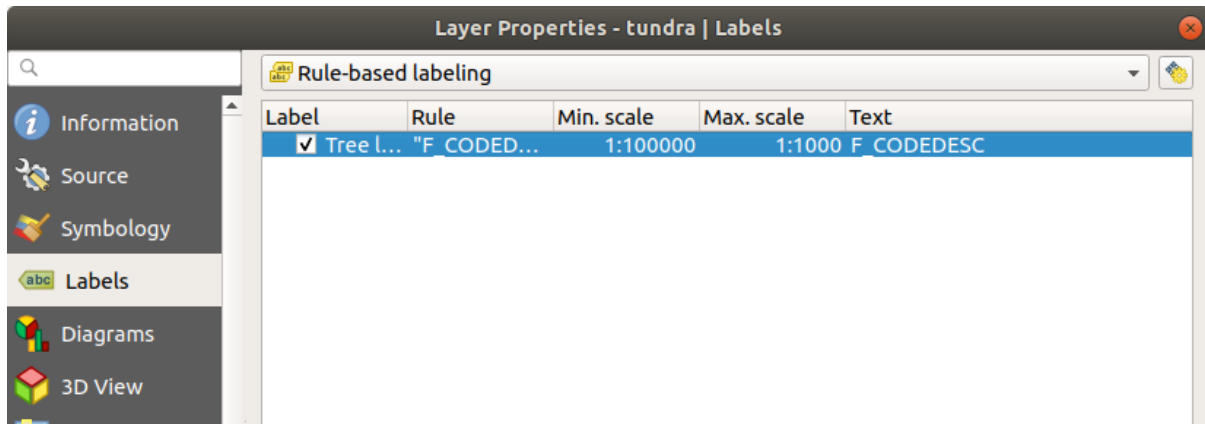 Layer Properties - tundra | Labels
Rule-based labeling
Information
Source
Symbology
abc Labels
Diagrams
3D View
Label Rule Min. scale Max. scale Text
Tree l... "F_CODED... 1:100000 1:1000 F_CODEDESC